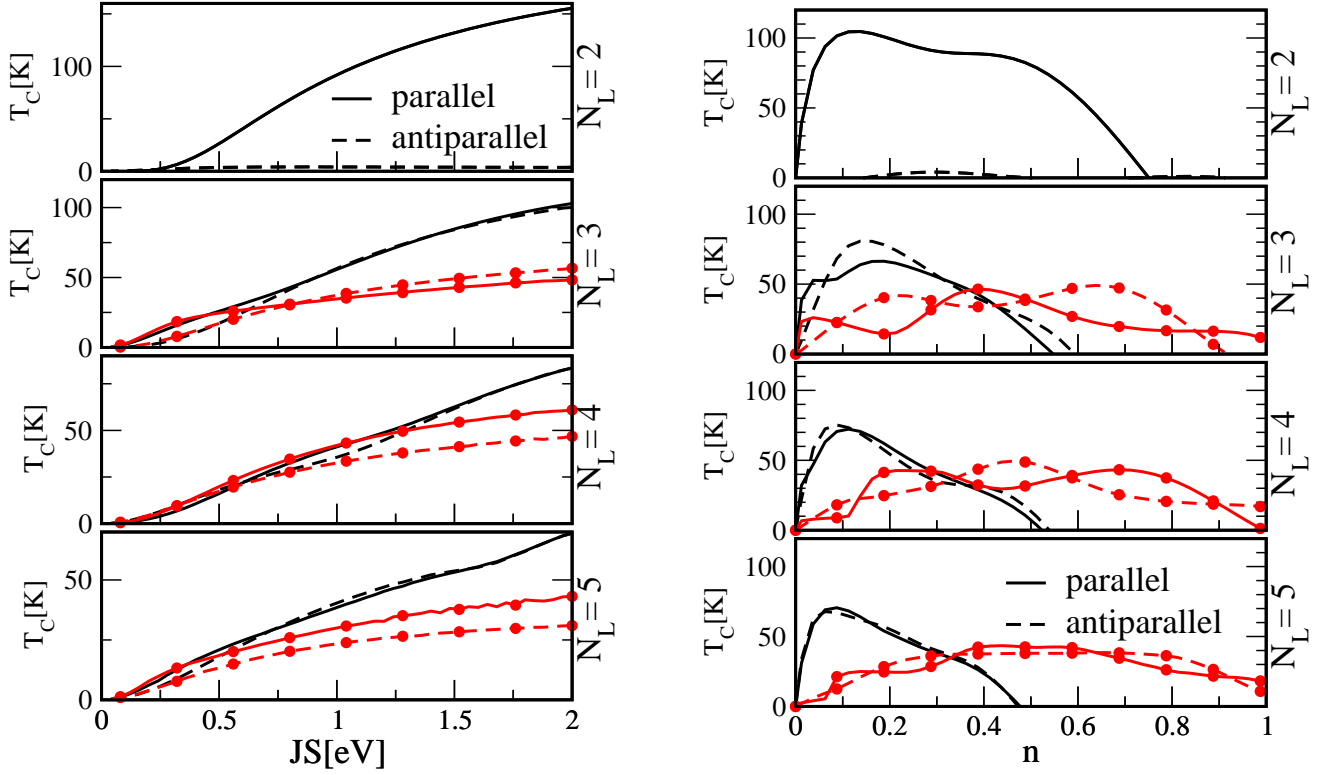 T_C[K]
100
0
parallel
antiparallel
N_L=2
T_C[K]
100
50
0
N_L=3
T_C[K]
50
0
N_L=4
T_C[K]
50
0
N_L=5
0
0.5
1
1.5
2
JS[eV]
T_C[K]
100
50
0
N_L=2
T_C[K]
100
50
0
N_L=3
T_C[K]
100
50
0
N_L=4
T_C[K]
100
50
0
parallel
antiparallel
N_L=5
0
0.2
0.4
0.6
0.8
1
n